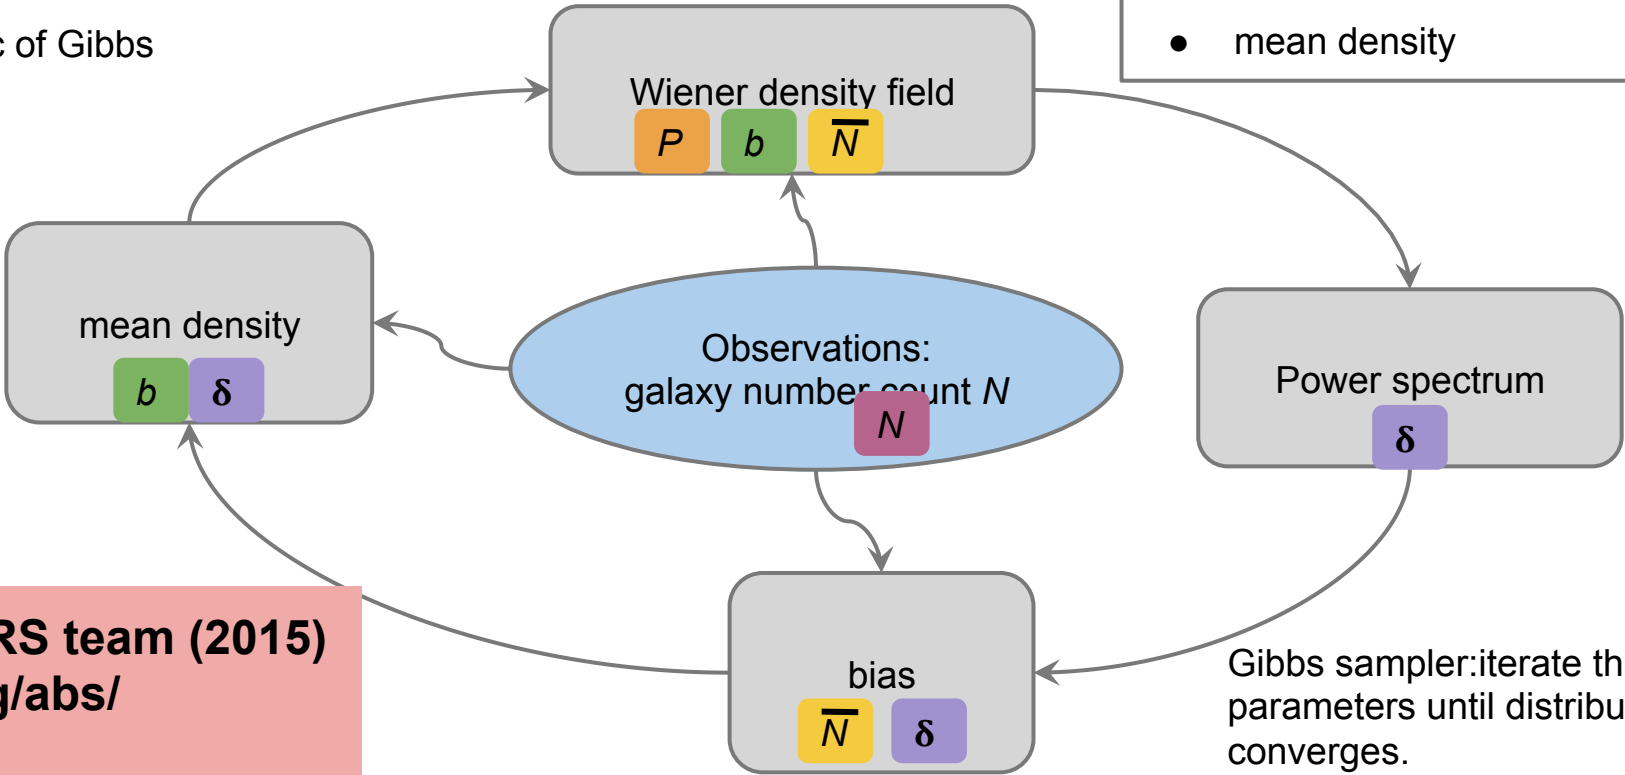 c of Gibbs
● mean density
Wiener density field
P b N̅
mean density
b δ
Observations:
galaxy number count N
N
Power spectrum
δ
bias
N̅ δ
RS team (2015)
g/abs/
Gibbs sampler:iterate th
parameters until distribu
converges.